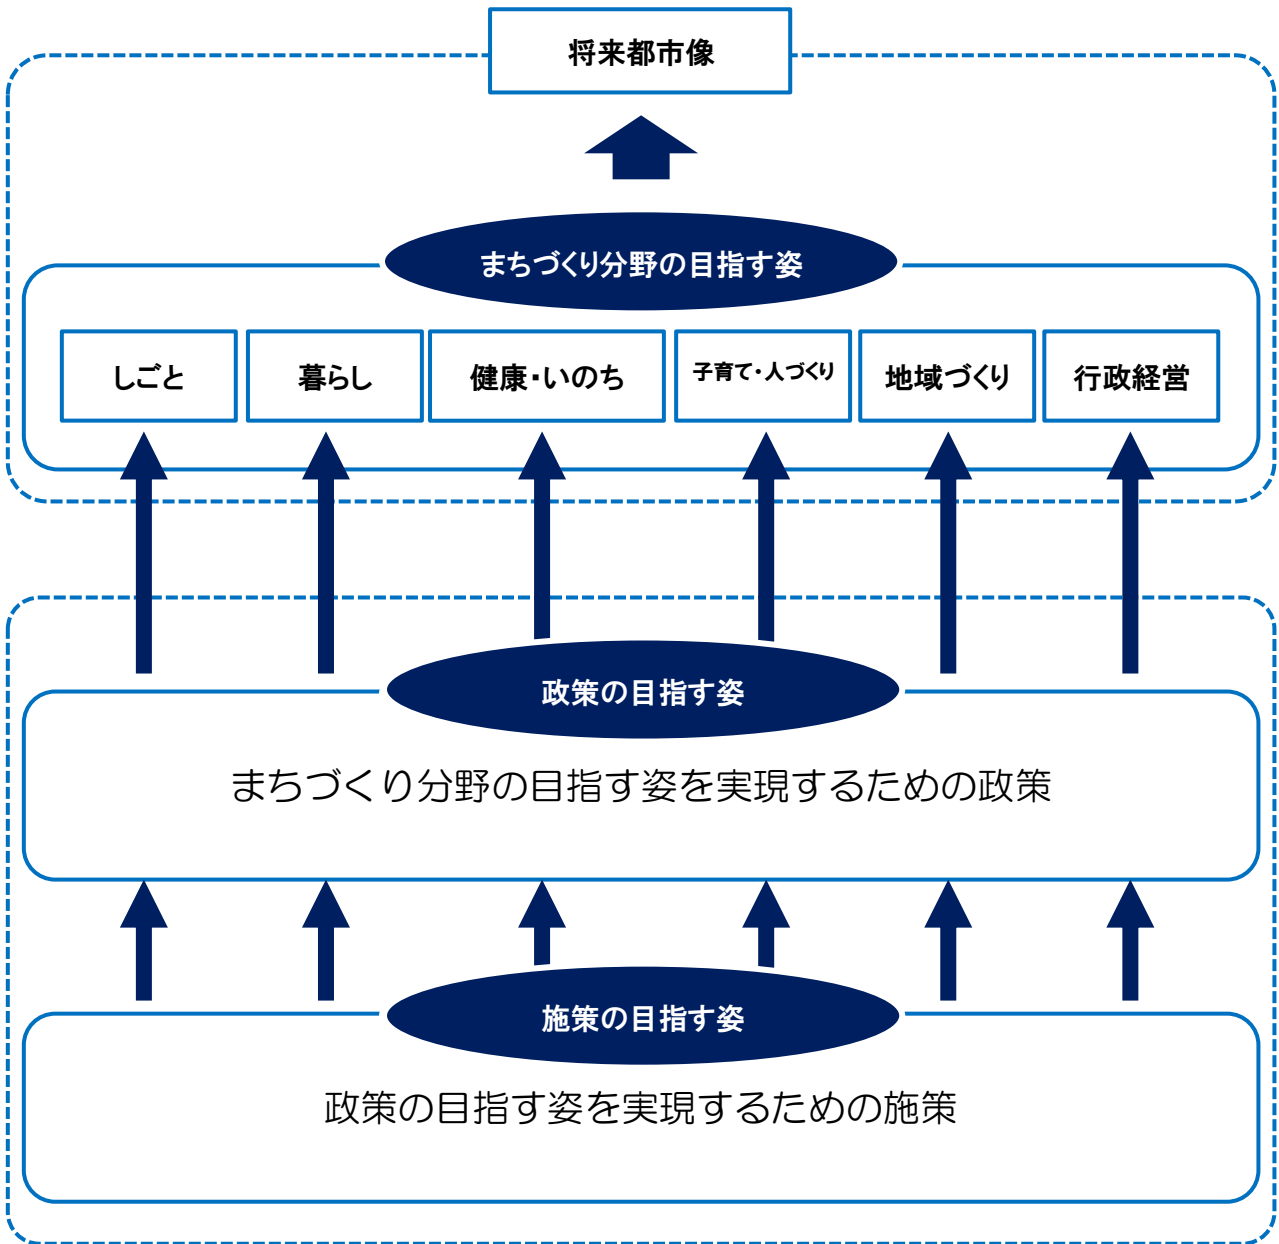 将来都市像
まちづくり分野の目指す姿
しごと
暮らし
健康・いのち
子育て・人づくり
地域づくり
行政経営
政策の目指す姿
まちづくり分野の目指す姿を実現するための政策
施策の目指す姿
政策の目指す姿を実現するための施策